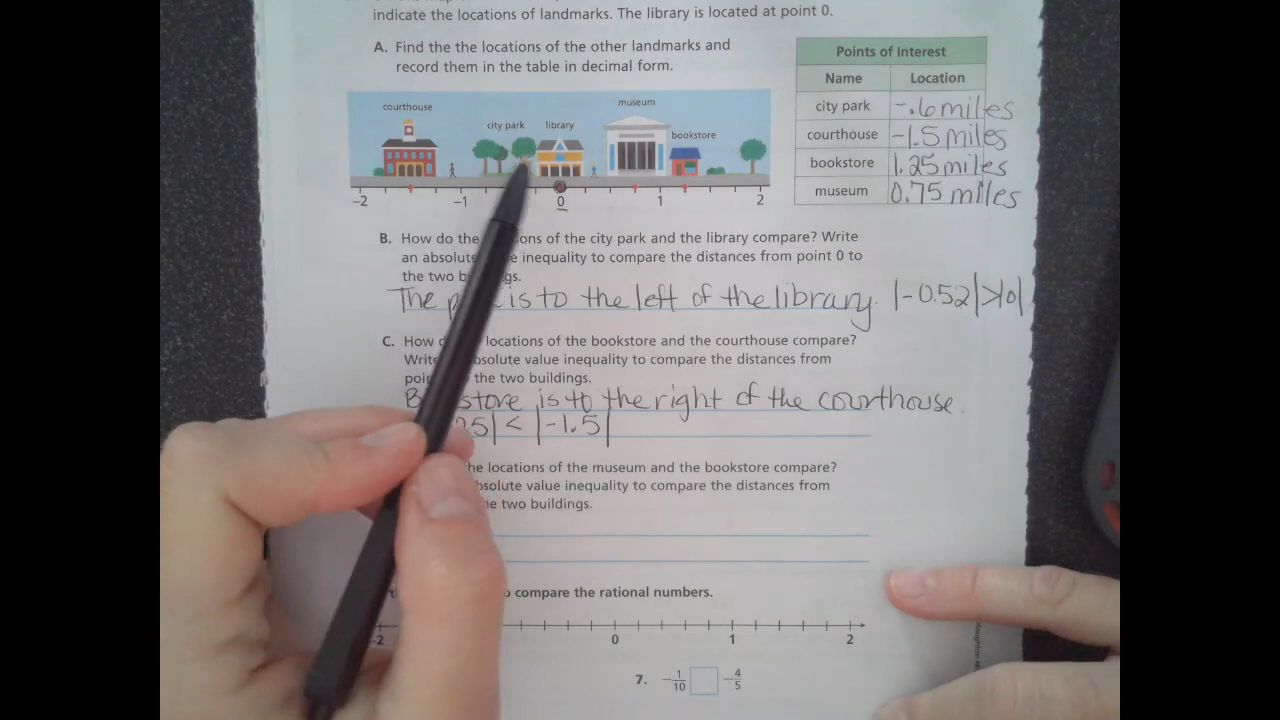 indicate the locations of landmarks. The library is located at point 0.
A. Find the the locations of the other landmarks and
record them in the table in decimal form.
courthouse
city park
library
museum
bookstore
−2 −1 0 1 2
Points of Interest
Name Location
city park -.6 miles
courthouse -1.5 miles
bookstore 1.25 miles
museum 0.75 miles
B. How do the ons of the city park and the library compare? Write
an absolute inequality to compare the distances from point 0 to
the two
The is to the left of the library. |-0.52|>|0|
C. How locations of the bookstore and the courthouse compare?
Write bsolute value inequality to compare the distances from
the two buildings.
store is to the right of the courthouse.
25| < |-1.5|
he locations of the museum and the bookstore compare?
bsolute value inequality to compare the distances from
he two buildings.
compare the rational numbers.
-2 0 1 2
7. −1/10 −4/5